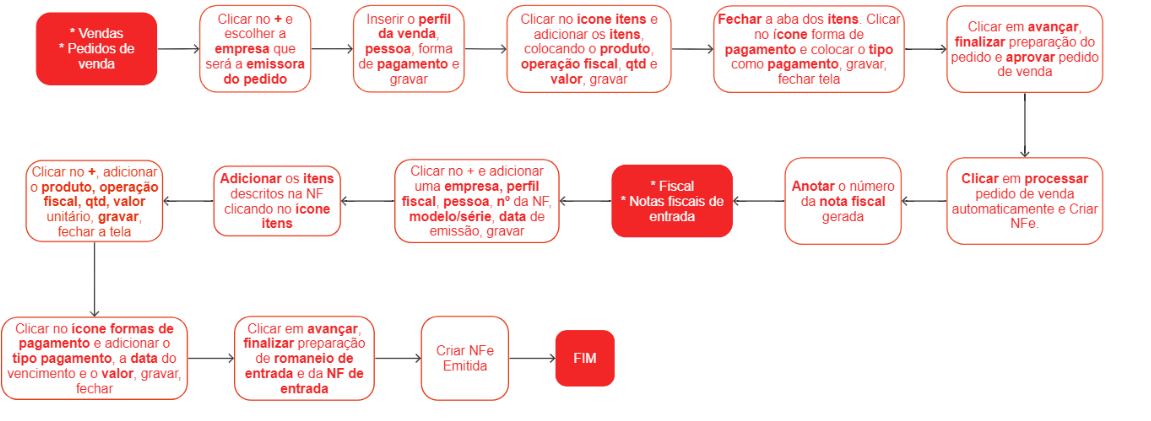 * Vendas
* Pedidos de
venda
Clicar no + e
escolher a
empresa que
será a emissora
do pedido
Inserir o perfil
da venda,
pessoa, forma
de pagamento e
gravar
Clicar no ícone itens e
adicionar os itens,
colocando o produto,
operação fiscal, qtd e
valor, gravar
Fechar a aba dos itens. Clicar
no ícone forma de
pagamento e colocar o tipo
como pagamento, gravar,
fechar tela
Clicar em avançar,
finalizar preparação do
pedido e aprovar pedido
de venda
Clicar em processar
pedido de venda
automaticamente e Criar
NFe.
Anotar o número
da nota fiscal
gerada
* Fiscal
* Notas fiscais de
entrada
Clicar no + e adicionar
uma empresa, perfil
fiscal, pessoa, nº da NF,
modelo/série, data de
emissão, gravar
Adicionar os itens
descritos na NF
clicando no ícone
itens
Clicar no +, adicionar
o produto, operação
fiscal, qtd, valor
unitário, gravar,
fechar a tela
Clicar no ícone formas de
pagamento e adicionar o
tipo pagamento, a data do
vencimento e o valor, gravar,
fechar
Clicar em avançar,
finalizar preparação
de romaneio de
entrada e da NF de
entrada
Criar NFe
Emitida
FIM